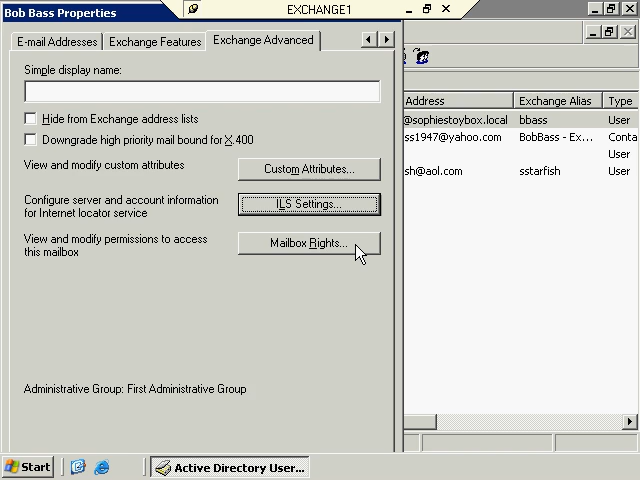 Bob Bass Properties
EXCHANGE1
E-mail Addresses
Exchange Features
Exchange Advanced
Simple display name:
Hide from Exchange address lists
Downgrade high priority mail bound for X.400
View and modify custom attributes
Custom Attributes...
Configure server and account information
for Internet locator service
ILS Settings...
View and modify permissions to access
this mailbox
Mailbox Rights...
Administrative Group: First Administrative Group
Address
Exchange Alias
Type
@sophiestoybox.local
bbass
User
ss1947@yahoo.com
BobBass - Ex...
Conta
User
sh@aol.com
sstarfish
User
Start
Active Directory User...